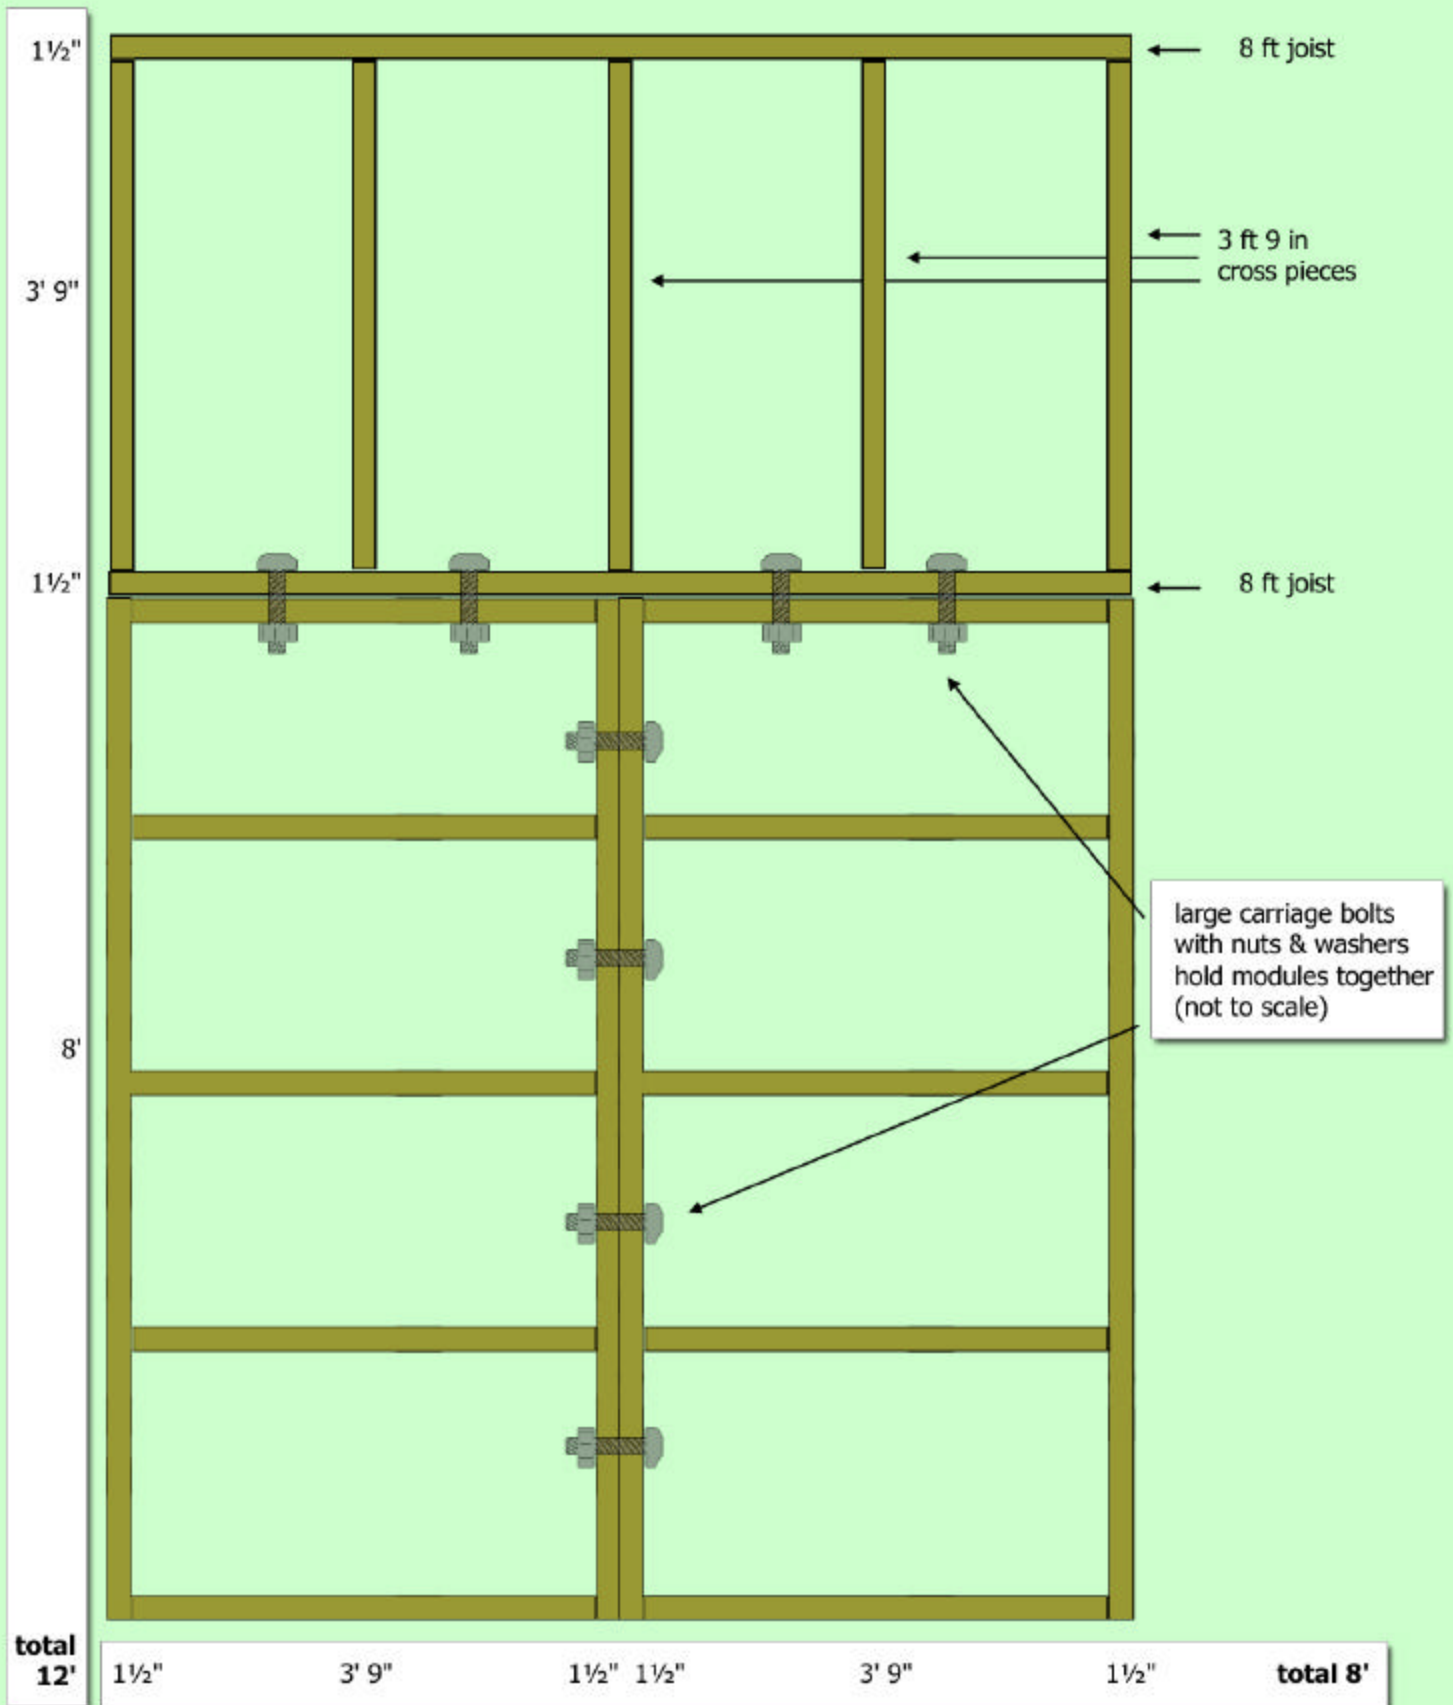 1½"
8 ft joist
3 ft 9 in
cross pieces
3' 9"
1½"
8 ft joist
large carriage bolts
with nuts & washers
hold modules together
(not to scale)
8'
total
12'
1½" 3' 9" 1½" 1½" 3' 9" 1½" total 8'